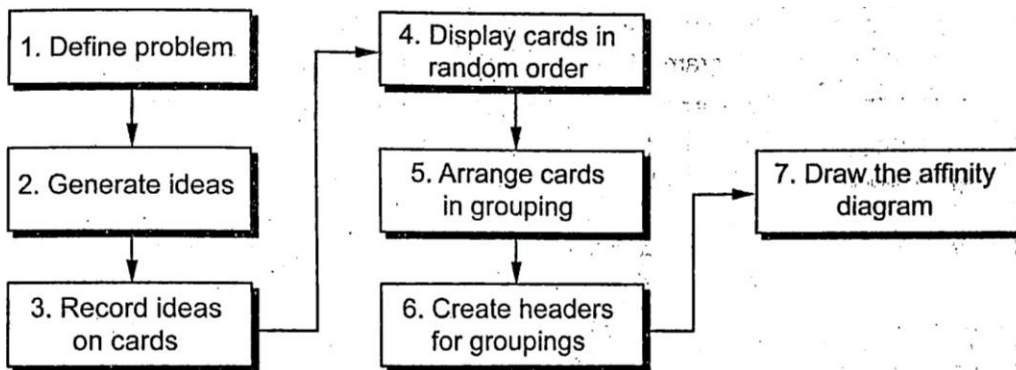 1. Define problem
2. Generate ideas
3. Record ideas
on cards
4. Display cards in
random order
5. Arrange cards
in grouping
6. Create headers
for groupings
7. Draw the affinity
diagram